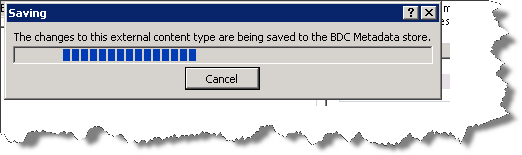 Saving
The changes to this external content type are being saved to the BDC Metadata store.
Cancel